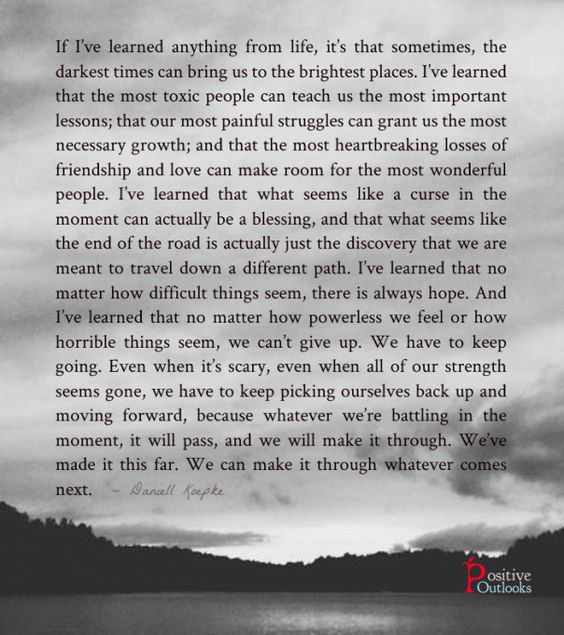 If I've learned anything from life, it's that sometimes, the
darkest times can bring us to the brightest places. I've learned
that the most toxic people can teach us the most important
lessons; that our most painful struggles can grant us the most
necessary growth; and that the most heartbreaking losses of
friendship and love can make room for the most wonderful
people. I've learned that what seems like a curse in the
moment can actually be a blessing, and that what seems like
the end of the road is actually just the discovery that we are
meant to travel down a different path. I've learned that no
matter how difficult things seem, there is always hope. And
I've learned that no matter how powerless we feel or how
horrible things seem, we can't give up. We have to keep
going. Even when it's scary, even when all of our strength
seems gone, we have to keep picking ourselves back up and
moving forward, because whatever we're battling in the
moment, it will pass, and we will make it through. We've
made it this far. We can make it through whatever comes
next. – Daniell Koepke
Positive
Outlooks